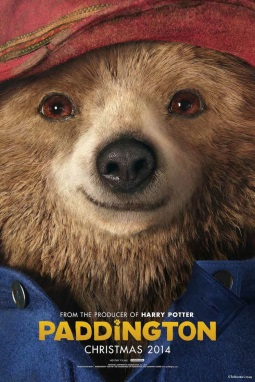 FROM THE PRODUCER OF HARRY POTTER
PADDINGTON
CHRISTMAS 2014